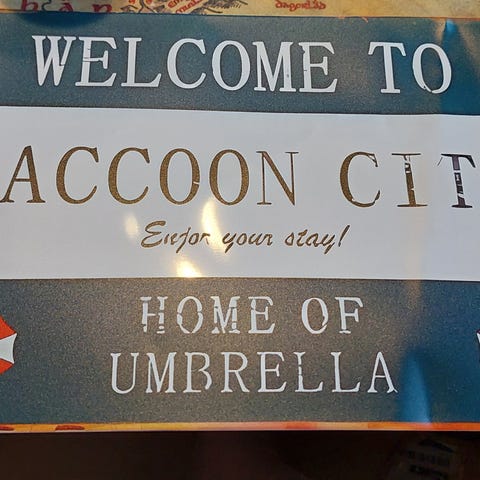 WELCOME TO
ACCOON CIT
Enjoy your stay!
HOME OF
UMBRELLA